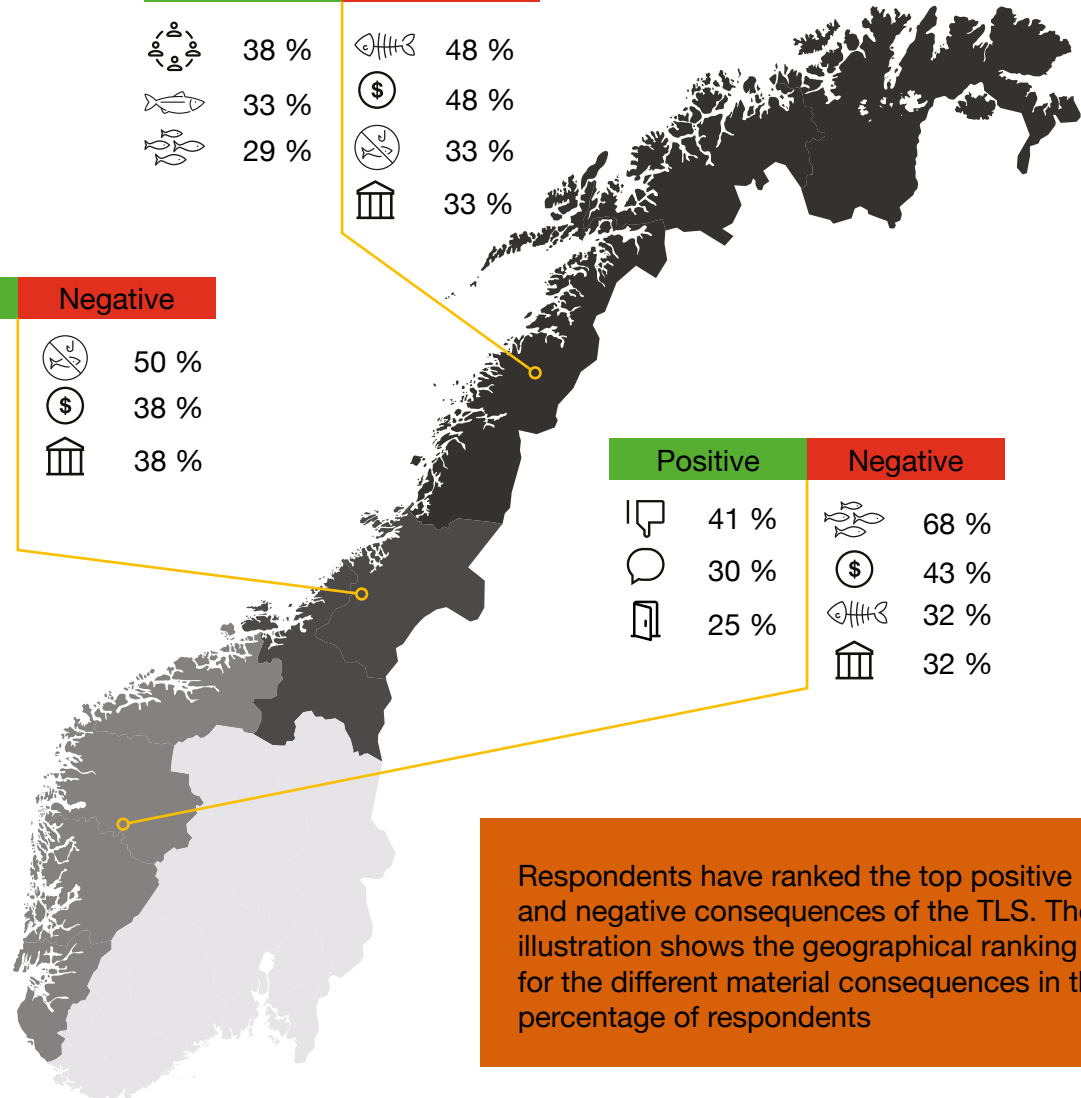 38 %
33 %
29 %
48 %
48 %
33 %
33 %
Negative
50 %
38 %
38 %
Positive
Negative
41 %
30 %
25 %
68 %
43 %
32 %
32 %
Respondents have ranked the top positive
and negative consequences of the TLS. The
illustration shows the geographical ranking
for the different material consequences in
percentage of respondents